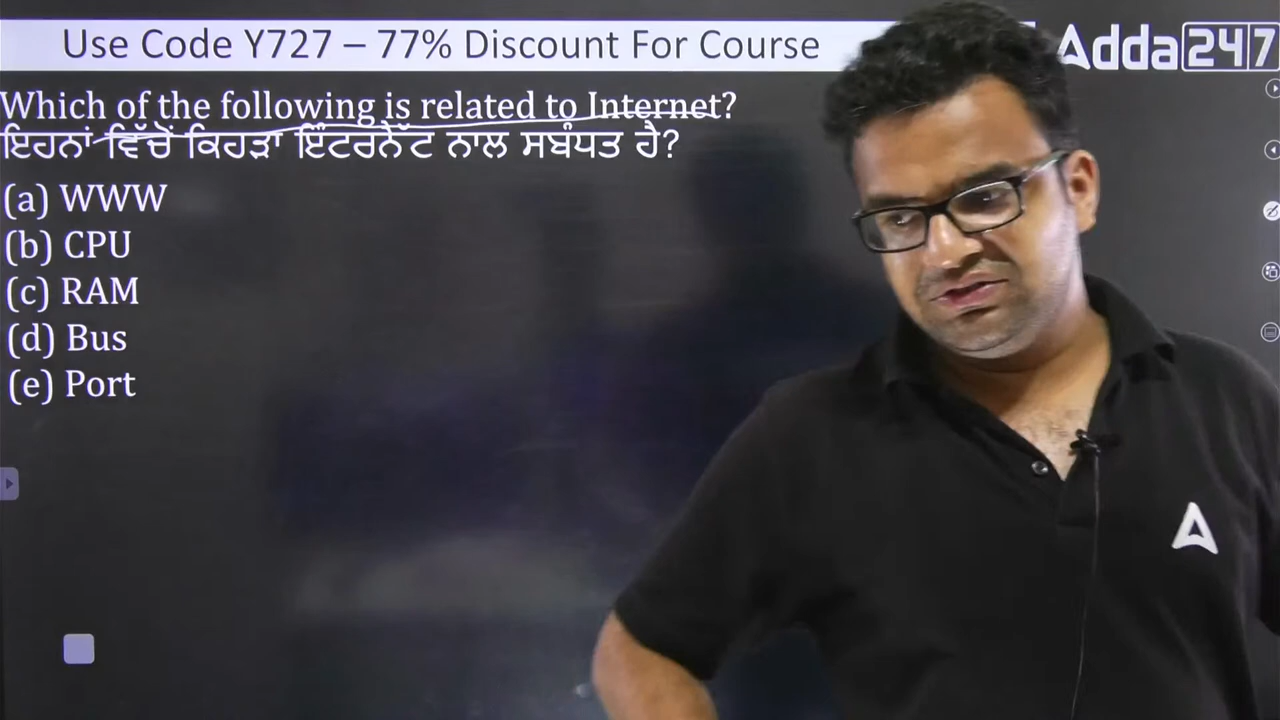 Use Code Y727 – 77% Discount For Course
Adda247
Which of the following is related to Internet?
ਇਹਨਾਂ ਵਿੱਚੋਂ ਕਿਹੜਾ ਇੰਟਰਨੈੱਟ ਨਾਲ ਸਬੰਧਤ ਹੈ?
(a) WWW
(b) CPU
(c) RAM
(d) Bus
(e) Port